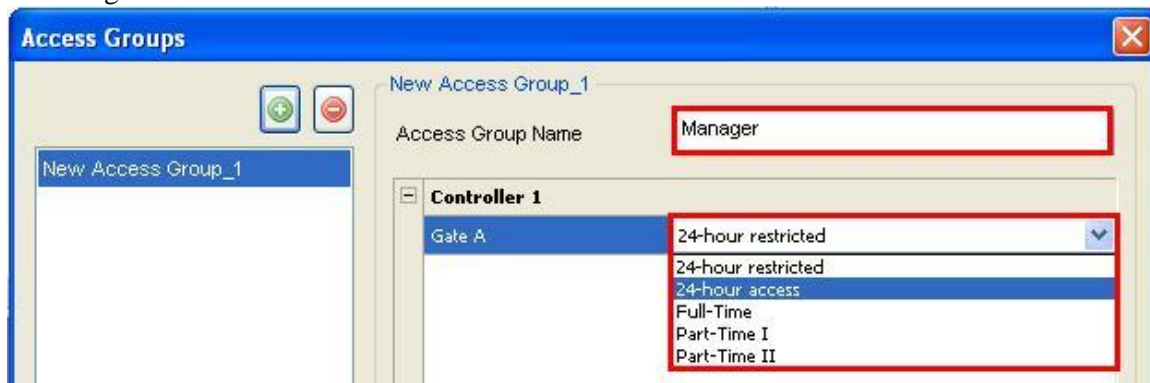 Access Groups
New Access Group_1
Access Group Name
Manager
New Access Group_1
Controller 1
Gate A
24-hour restricted
24-hour restricted
24-hour access
Full-Time
Part-Time I
Part-Time II